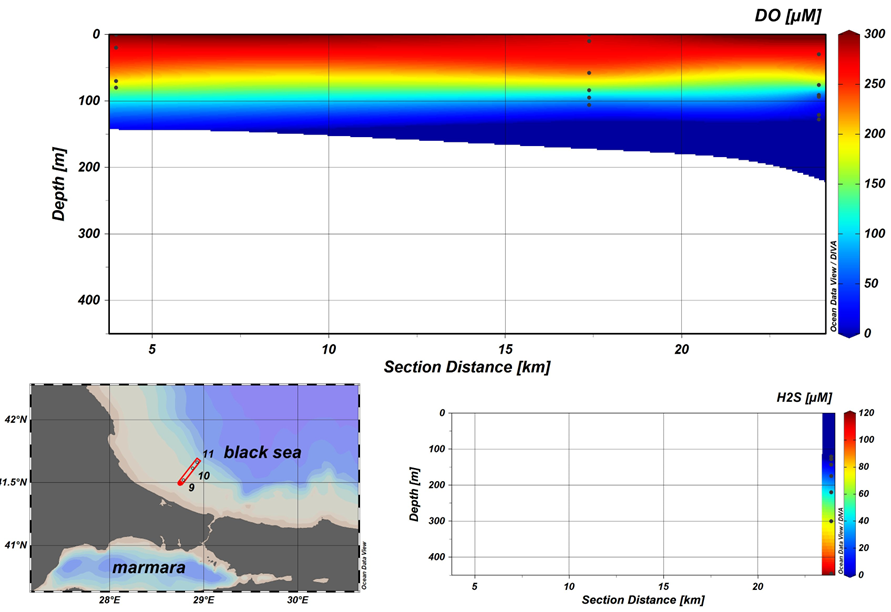 DO [µM]
0
100
200
300
400
Depth [m]
5
10
15
20
Section Distance [km]
300
250
200
150
100
50
0
Ocean Data View / DIVA
42°N
41.5°N
41°N
28°E
29°E
30°E
black sea
11
10
9
marmara
Ocean Data View
H2S [µM]
0
100
200
300
400
Depth [m]
5
10
15
20
Section Distance [km]
120
100
80
60
40
20
0
Ocean Data View / DIVA